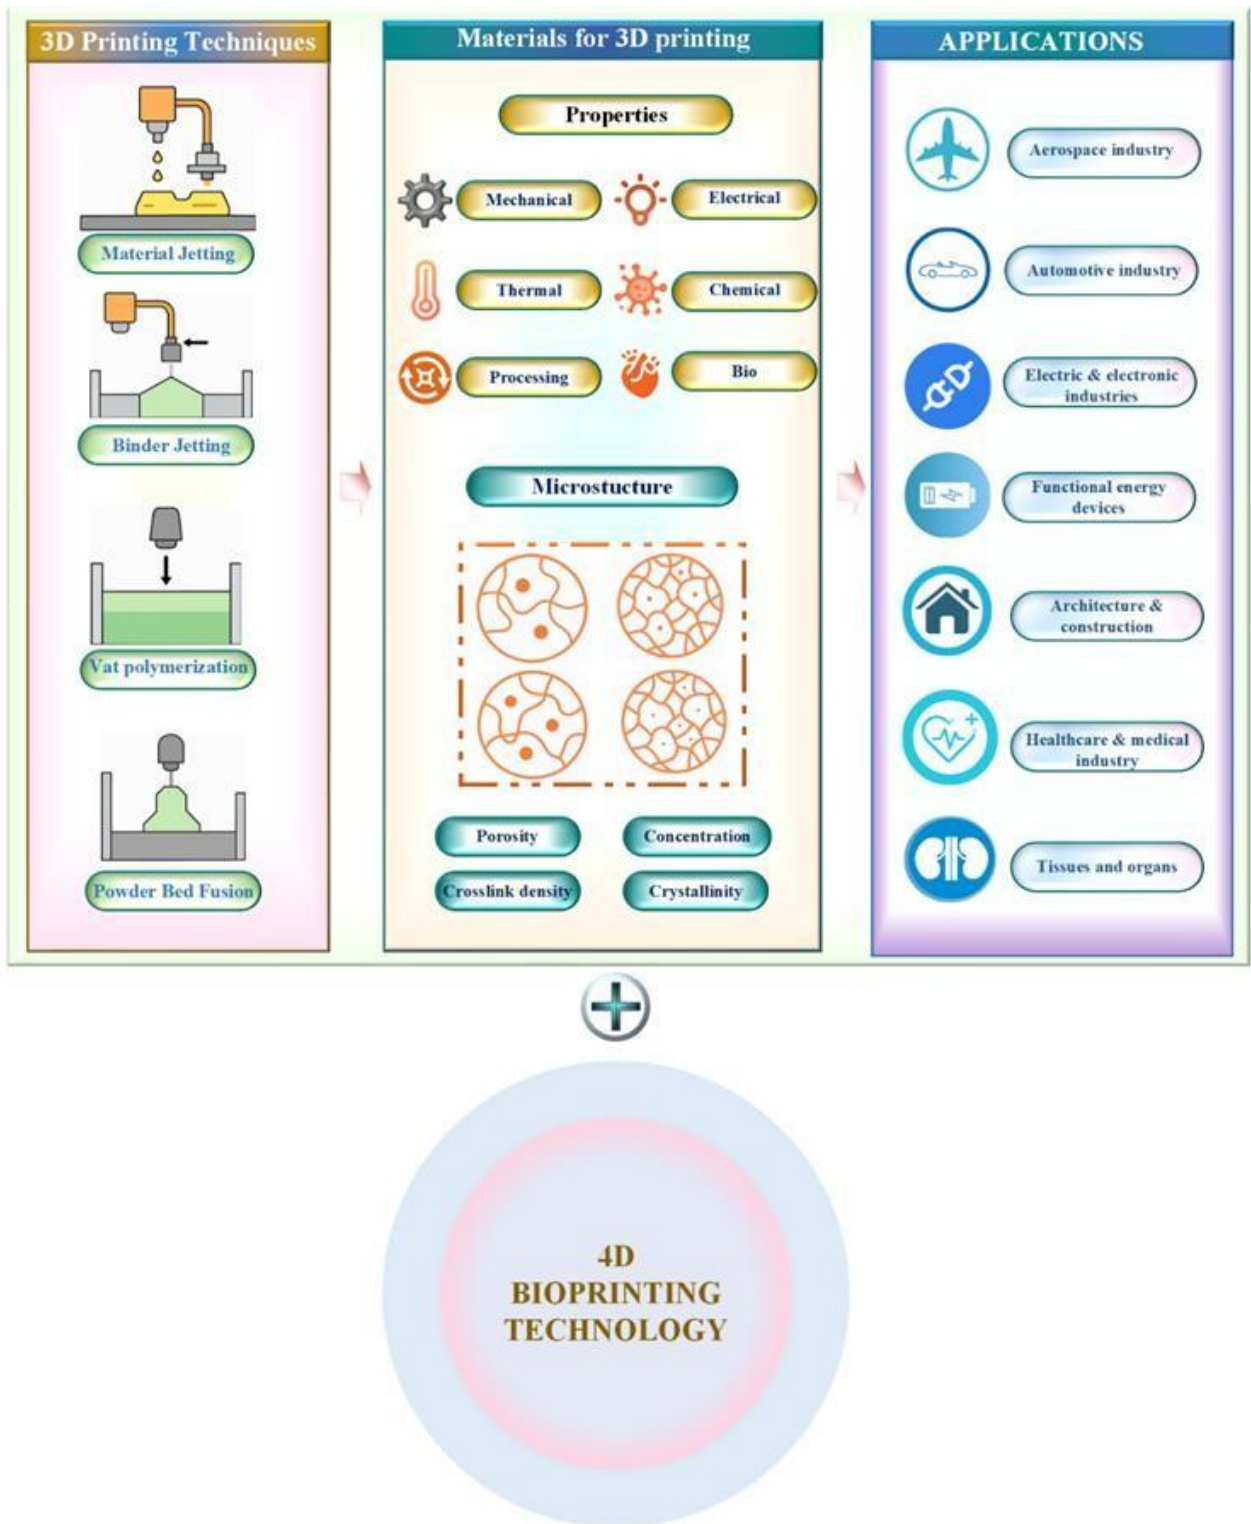 3D Printing Techniques
Material Jetting
Binder Jetting
Vat polymerization
Powder Bed Fusion
Materials for 3D printing
Properties
Mechanical
Electrical
Thermal
Chemical
Processing
Bio
Microstucture
Porosity
Concentration
Crosslink density
Crystallinity
APPLICATIONS
Aerospace industry
Automotive industry
Electric & electronic
industries
Functional energy
devices
Architecture &
construction
Healthcare & medical
industry
Tissues and organs
4D
BIOPRINTING
TECHNOLOGY